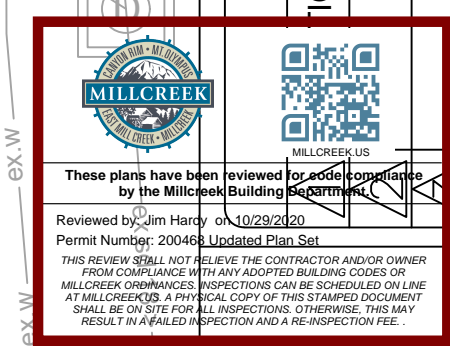 CANYON RIM • MT. OLYMPUS
MILLCREEK
EAST MILL CREEK • MILLCREEK
MILLCREEK.US
These plans have been reviewed for code compliance
by the Millcreek Building Department.
Reviewed by: Jim Hardy on 10/29/2020
Permit Number: 200468 Updated Plan Set
THIS REVIEW SHALL NOT RELIEVE THE CONTRACTOR AND/OR OWNER
FROM COMPLIANCE WITH ANY ADOPTED BUILDING CODES OR
MILLCREEK ORDINANCES. INSPECTIONS CAN BE SCHEDULED ON LINE
AT MILLCREEK.US. A PHYSICAL COPY OF THIS STAMPED DOCUMENT
SHALL BE ON SITE FOR ALL INSPECTIONS. OTHERWISE, THIS MAY
RESULT IN A FAILED INSPECTION AND A RE-INSPECTION FEE. .
ex.w
ex.w